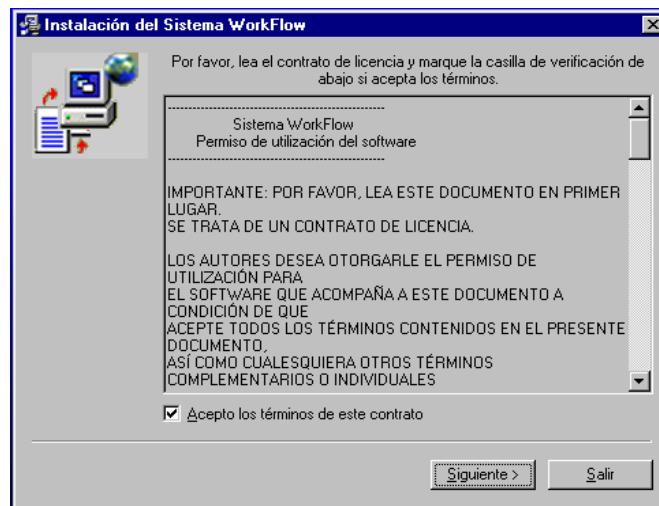 Instalación del Sistema WorkFlow
Por favor, lea el contrato de licencia y marque la casilla de verificación de
abajo si acepta los términos.
------------------------------------------------------
Sistema WorkFlow
Permiso de utilización del software
------------------------------------------------------
IMPORTANTE: POR FAVOR, LEA ESTE DOCUMENTO EN PRIMER
LUGAR.
SE TRATA DE UN CONTRATO DE LICENCIA.
LOS AUTORES DESEA OTORGARLE EL PERMISO DE
UTILIZACIÓN PARA
EL SOFTWARE QUE ACOMPAÑA A ESTE DOCUMENTO A
CONDICIÓN DE QUE
ACEPTE TODOS LOS TÉRMINOS CONTENIDOS EN EL PRESENTE
DOCUMENTO,
ASÍ COMO CUALESQUIERA OTROS TÉRMINOS
COMPLEMENTARIOS O INDIVIDUALES
Acepto los términos de este contrato
Siguiente >
Salir